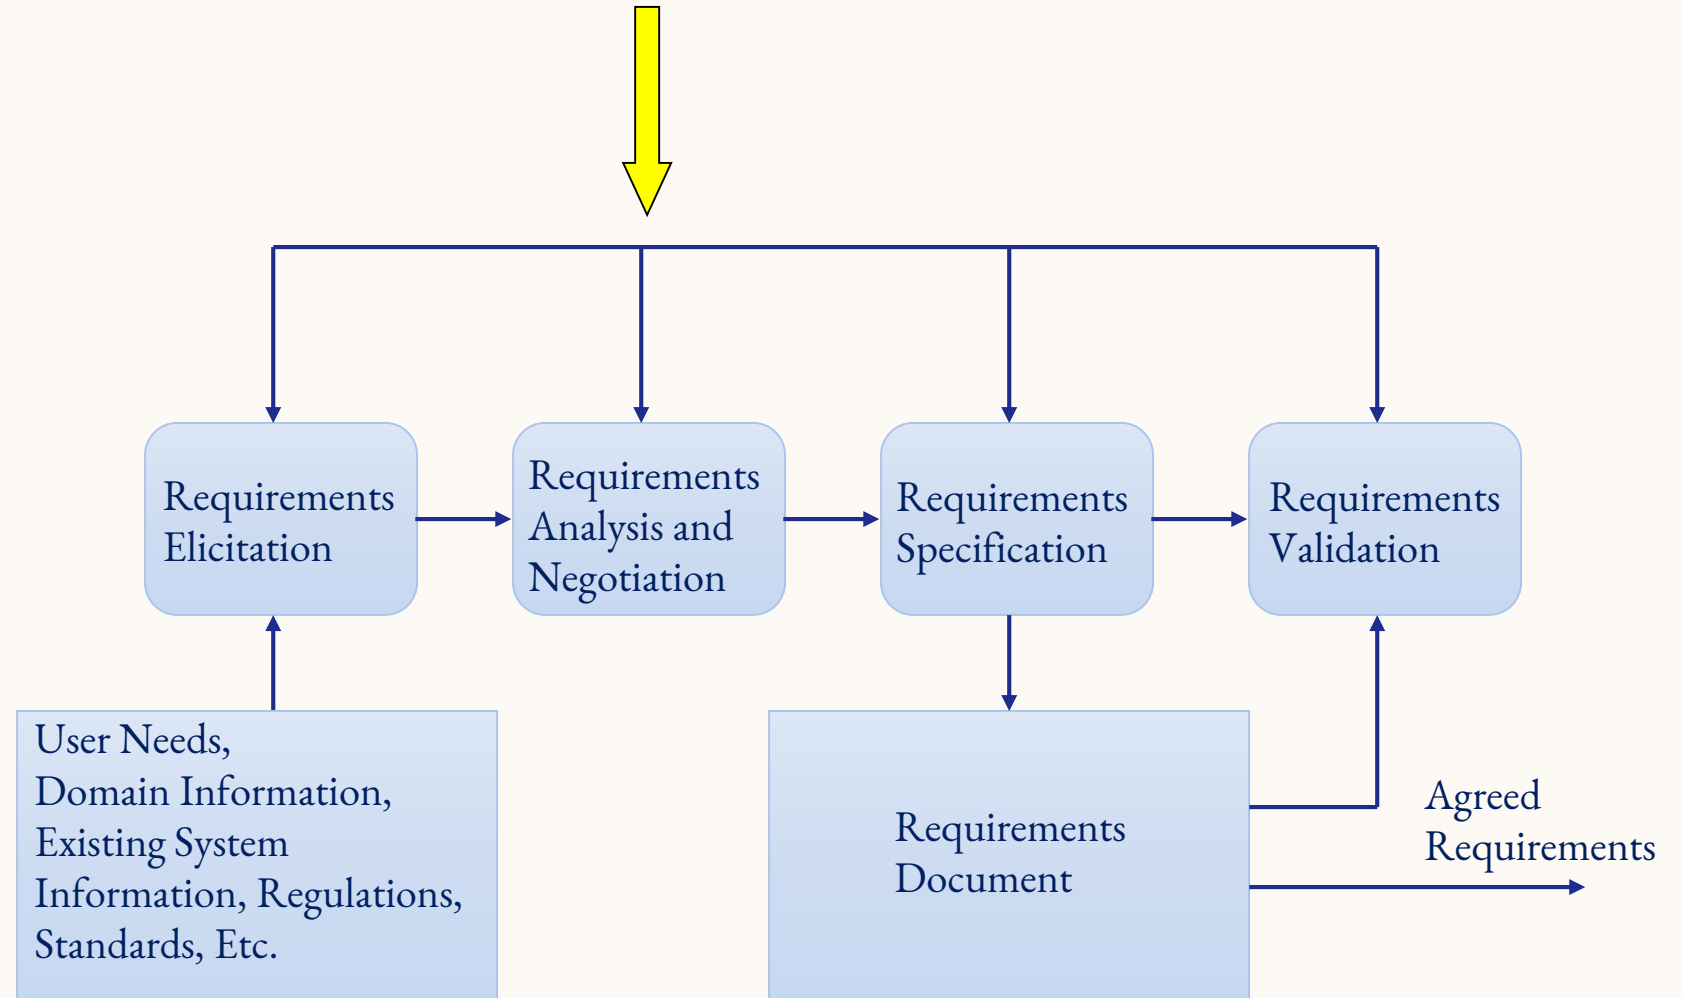 Requirements
Elicitation
Requirements
Analysis and
Negotiation
Requirements
Specification
Requirements
Validation
User Needs,
Domain Information,
Existing System
Information, Regulations,
Standards, Etc.
Requirements
Document
Agreed
Requirements